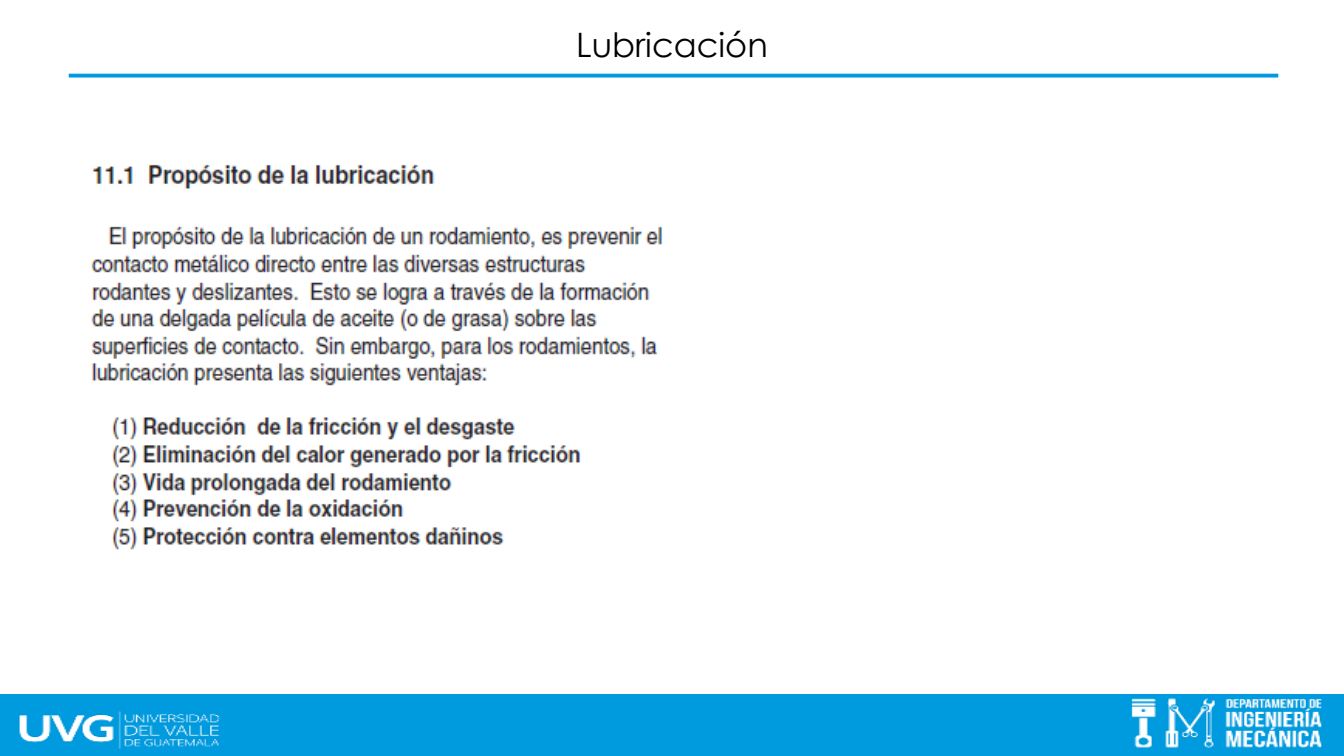 Lubricación
11.1 Propósito de la lubricación
El propósito de la lubricación de un rodamiento, es prevenir el
contacto metálico directo entre las diversas estructuras
rodantes y deslizantes. Esto se logra a través de la formación
de una delgada película de aceite (o de grasa) sobre las
superficies de contacto. Sin embargo, para los rodamientos, la
lubricación presenta las siguientes ventajas:
(1) Reducción de la fricción y el desgaste
(2) Eliminación del calor generado por la fricción
(3) Vida prolongada del rodamiento
(4) Prevención de la oxidación
(5) Protección contra elementos dañinos
UVG
UNIVERSIDAD
DEL VALLE
DE GUATEMALA
DEPARTAMENTO DE
INGENIERÍA
MECÁNICA